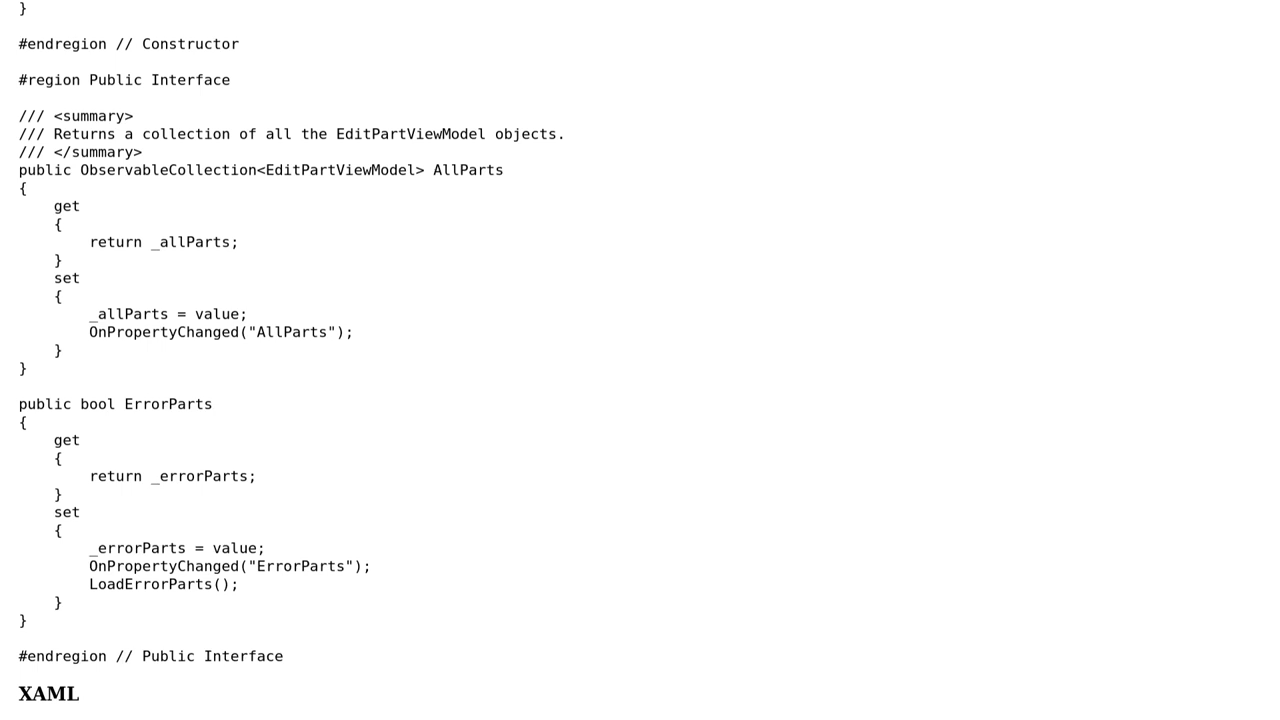 }
#endregion // Constructor
#region Public Interface
/// <summary>
/// Returns a collection of all the EditPartViewModel objects.
/// </summary>
public ObservableCollection<EditPartViewModel> AllParts
{
    get
    {
        return _allParts;
    }
    set
    {
        _allParts = value;
        OnPropertyChanged("AllParts");
    }
}
public bool ErrorParts
{
    get
    {
        return _errorParts;
    }
    set
    {
        _errorParts = value;
        OnPropertyChanged("ErrorParts");
        LoadErrorParts();
    }
}
#endregion // Public Interface
XAML